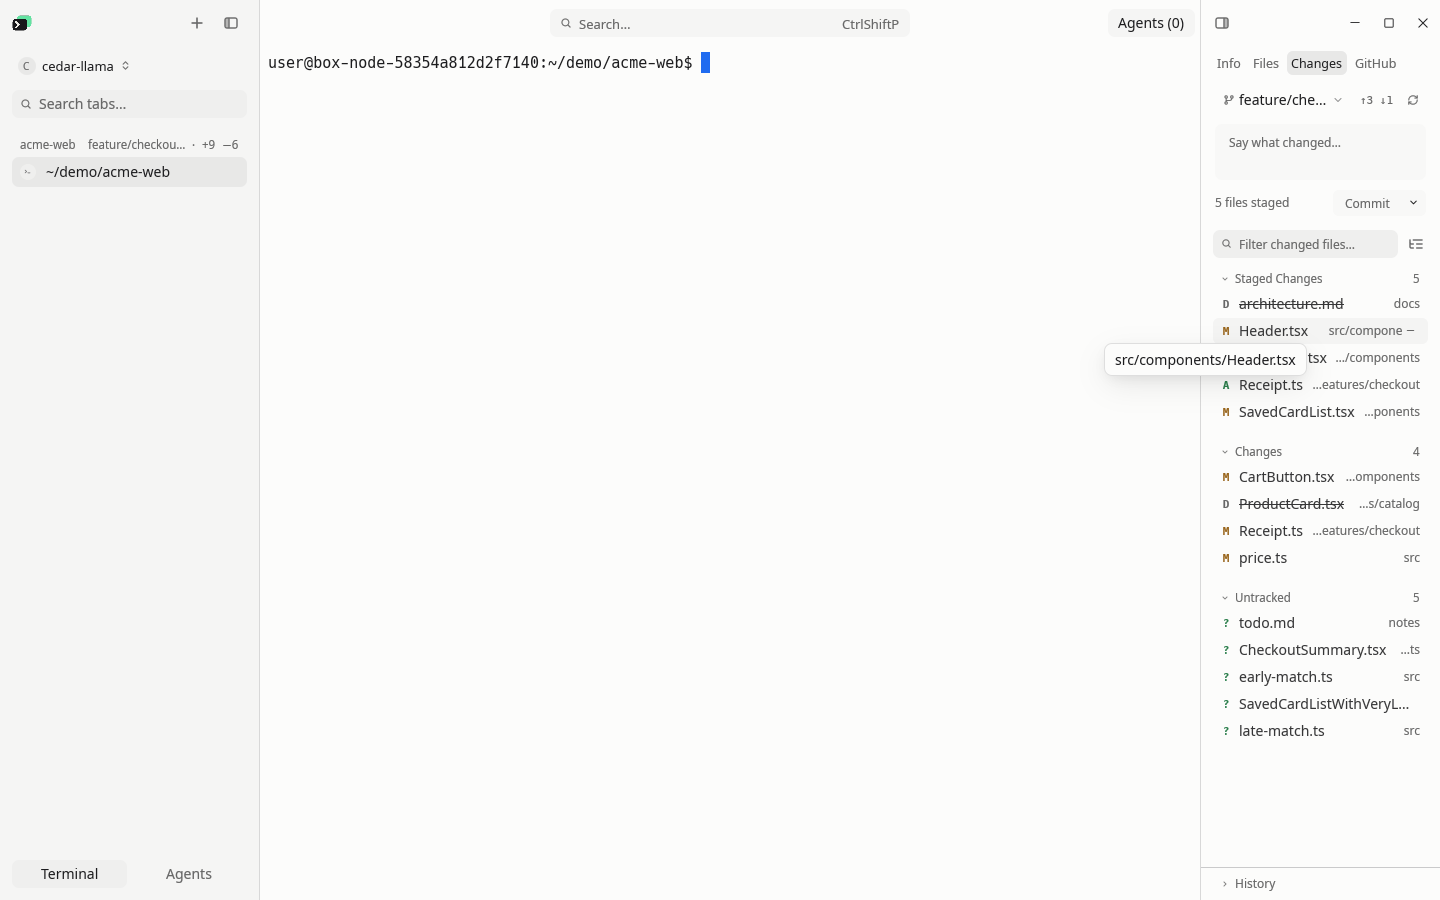 C cedar-llama
Search tabs...
acme-web feature/checkou... · +9 −6
~/demo/acme-web
Terminal Agents
Search... CtrlShiftP
Agents (0)
user@box-node-58354a812d2f7140:~/demo/acme-web$
Info Files Changes GitHub
feature/che... ↑3 ↓1
Say what changed...
5 files staged Commit
Filter changed files...
Staged Changes 5
D architecture.md docs
M Header.tsx src/compone −
src/components/Header.tsx
tsx .../components
A Receipt.ts ...eatures/checkout
M SavedCardList.tsx ...ponents
Changes 4
M CartButton.tsx ...omponents
D ProductCard.tsx ...s/catalog
M Receipt.ts ...eatures/checkout
M price.ts src
Untracked 5
? todo.md notes
? CheckoutSummary.tsx ...ts
? early-match.ts src
? SavedCardListWithVeryL...
? late-match.ts src
History